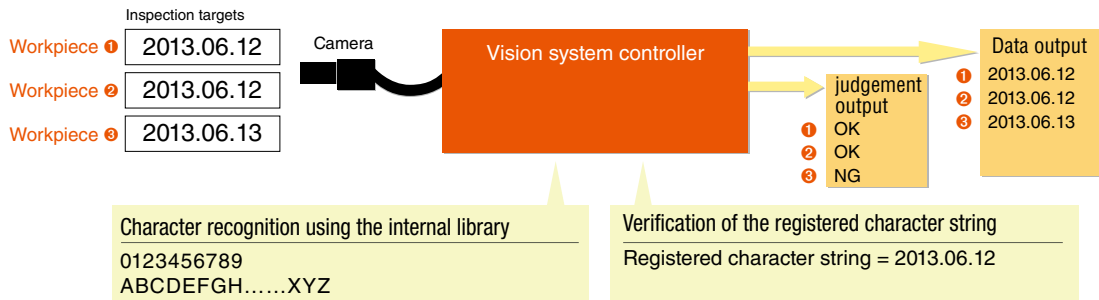 Inspection targets
Workpiece ❶ 2013.06.12
Workpiece ❷ 2013.06.12
Workpiece ❸ 2013.06.13
Camera
Vision system controller
judgement
output
❶ OK
❷ OK
❸ NG
Data output
❶ 2013.06.12
❷ 2013.06.12
❸ 2013.06.13
Character recognition using the internal library
0123456789
ABCDEFGH......XYZ
Verification of the registered character string
Registered character string = 2013.06.12